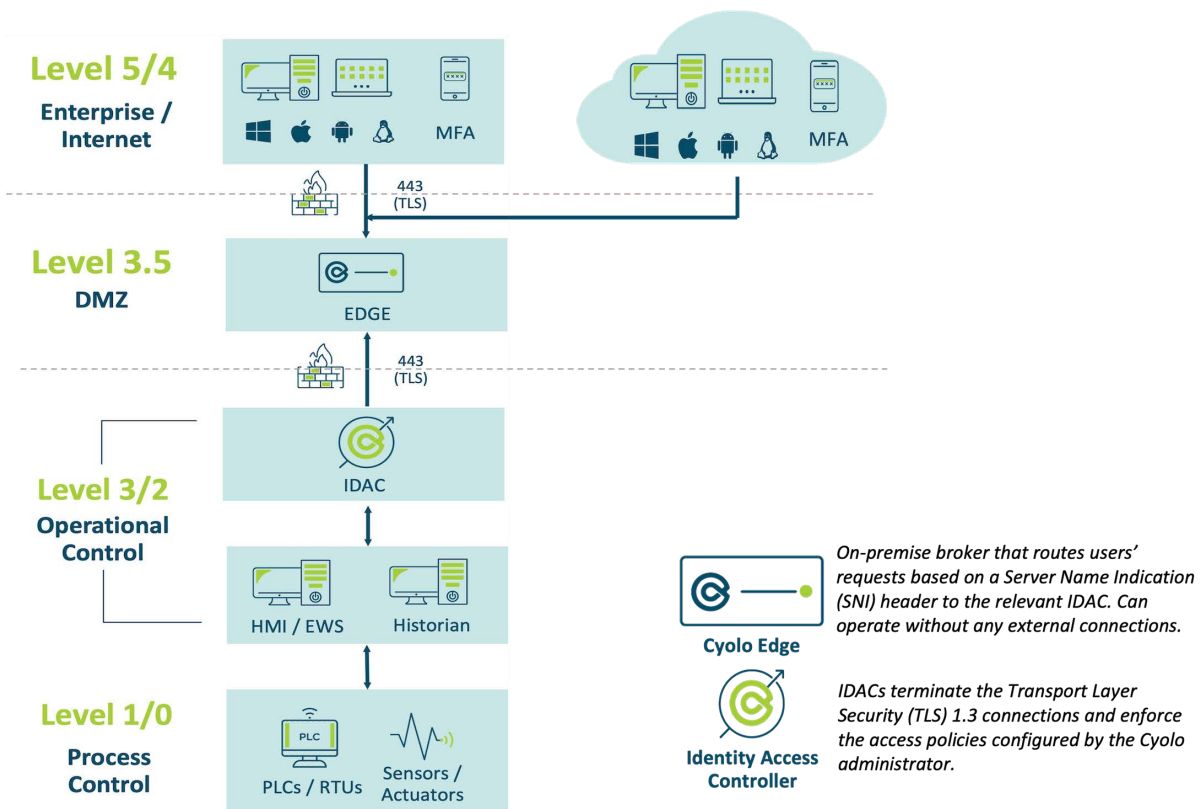 Level 5/4
Enterprise /
Internet
MFA
MFA
443
(TLS)
Level 3.5
DMZ
EDGE
443
(TLS)
IDAC
Level 3/2
Operational
Control
HMI / EWS
Historian
Level 1/0
Process
Control
PLC
PLCs / RTUs
Sensors /
Actuators
Cyolo Edge
On-premise broker that routes users’
requests based on a Server Name Indication
(SNI) header to the relevant IDAC. Can
operate without any external connections.
Identity Access
Controller
IDACs terminate the Transport Layer
Security (TLS) 1.3 connections and enforce
the access policies configured by the Cyolo
administrator.